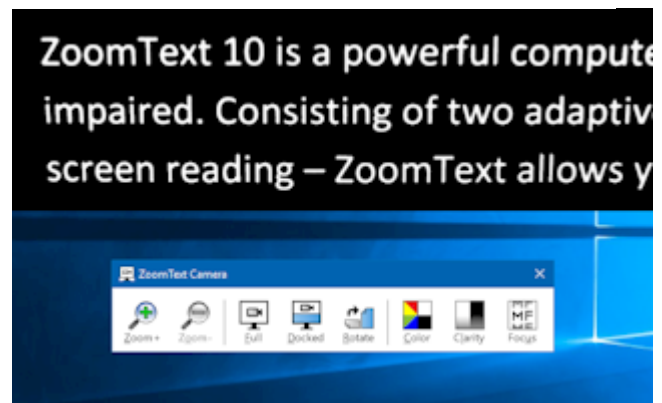 ZoomText 10 is a powerful compute
impaired. Consisting of two adaptiv
screen reading – ZoomText allows y
ZoomText Camera
Zoom+ Zoom- Full Docked Rotate Color Clarity Focus
MF